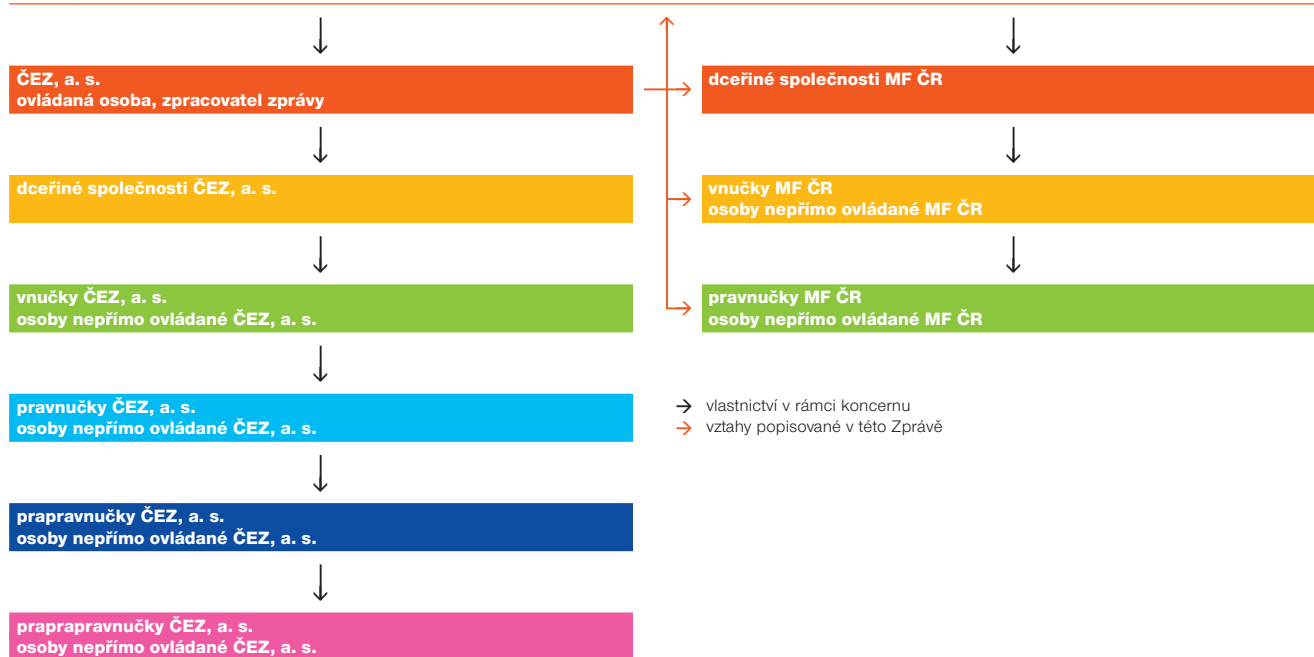 ČEZ, a. s.
ovládaná osoba, zpracovatel zprávy
dceřiné společnosti MF ČR
dceřiné společnosti ČEZ, a. s.
vnučky MF ČR
osoby nepřímo ovládané MF ČR
vnučky ČEZ, a. s.
osoby nepřímo ovládané ČEZ, a. s.
pravnučky MF ČR
osoby nepřímo ovládané MF ČR
pravnučky ČEZ, a. s.
osoby nepřímo ovládané ČEZ, a. s.
vlastnictví v rámci koncernu
vztahy popisované v této Zprávě
prapravnučky ČEZ, a. s.
osoby nepřímo ovládané ČEZ, a. s.
praprapravnučky ČEZ, a. s.
osoby nepřímo ovládané ČEZ, a. s.